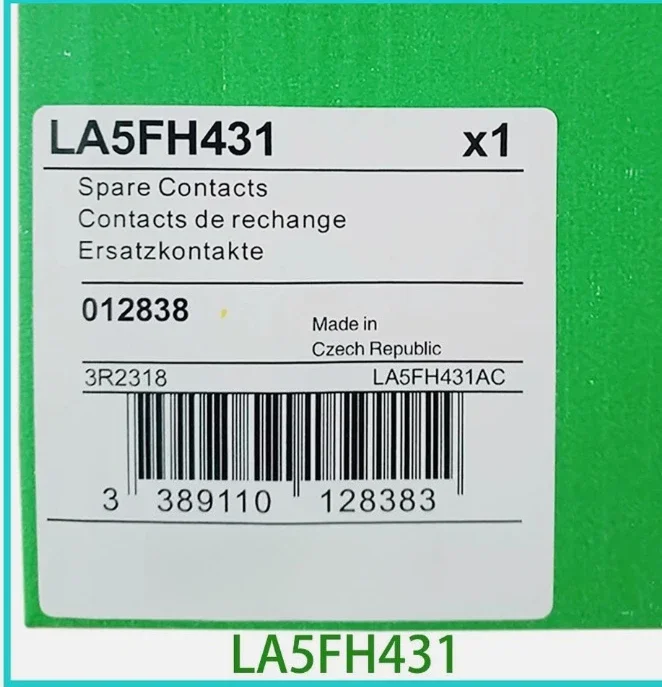 LA5FH431 x1
Spare Contacts
Contacts de rechange
Ersatzkontakte
012838
Made in
Czech Republic
3R2318 LA5FH431AC
3 389110 128383
LA5FH431